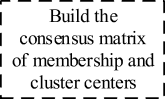 Build the
consensus matrix
of membership and
cluster centers